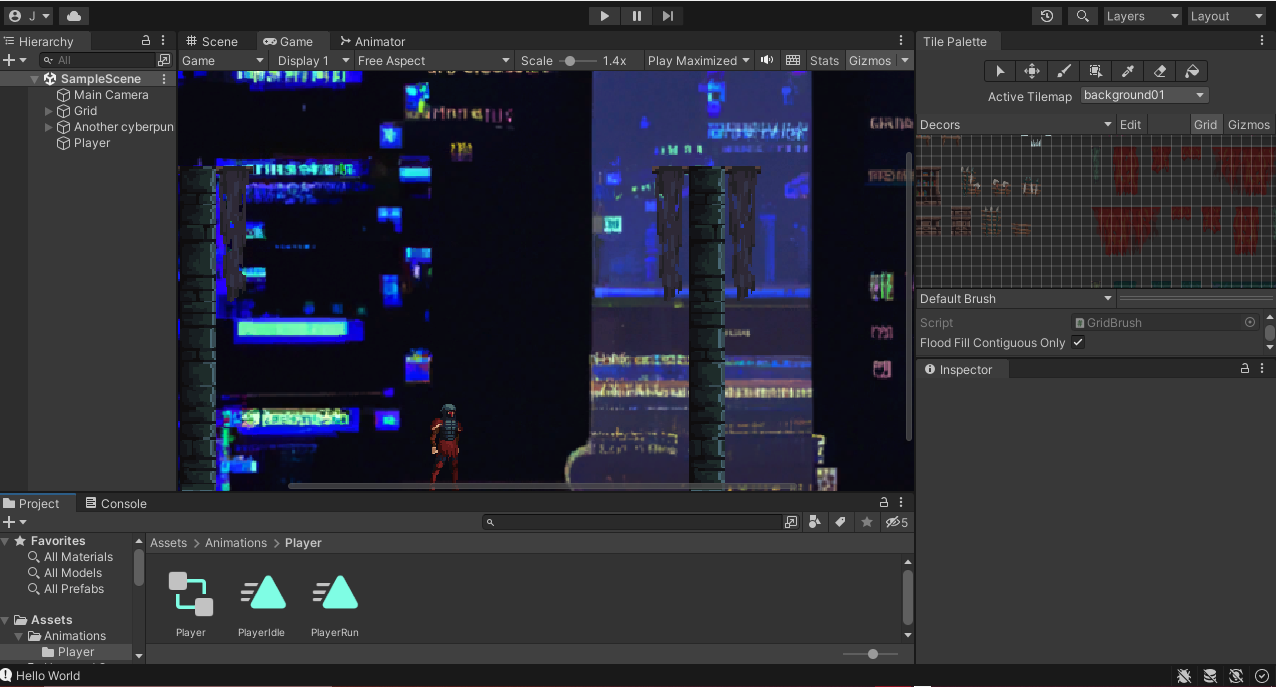 J
Layers
Layout
Hierarchy
All
SampleScene
Main Camera
Grid
Another cyberpun
Player
Scene
Game
Animator
Game
Display 1
Free Aspect
Scale
1.4x
Play Maximized
Stats
Gizmos
Tile Palette
Active Tilemap
background01
Decors
Edit
Grid
Gizmos
Default Brush
Script
GridBrush
Flood Fill Contiguous Only
Inspector
Project
Console
5
Favorites
All Materials
All Models
All Prefabs
Assets
Animations
Player
Assets > Animations > Player
Player
PlayerIdle
PlayerRun
Hello World